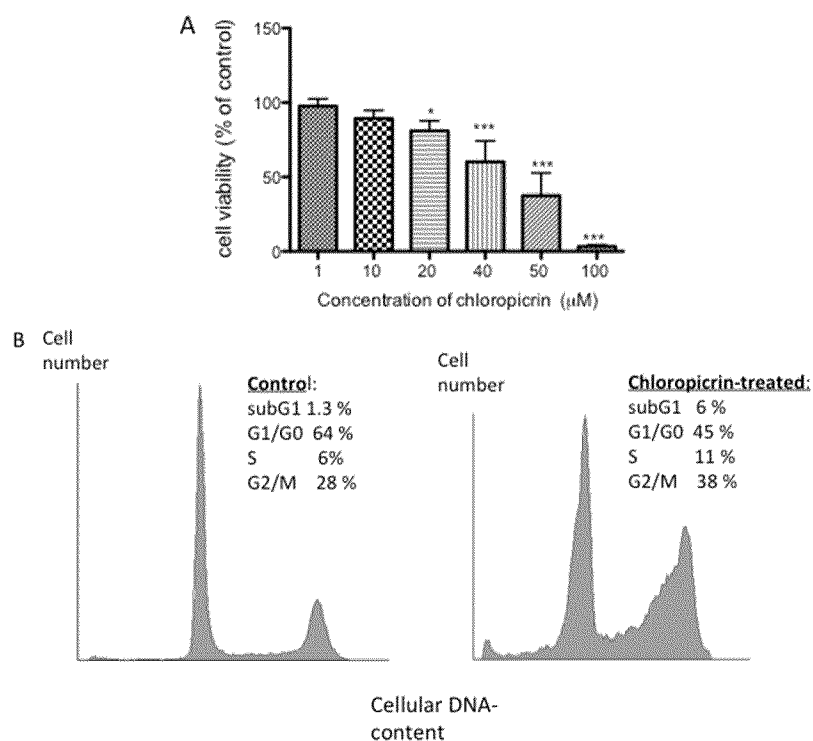 A
150
100
50
0
cell viability (% of control)
*
***
***
***
1 10 20 40 50 100
Concentration of chloropicrin (µM)
B
Cell
number
Control:
subG1 1.3 %
G1/G0 64 %
S 6%
G2/M 28 %
Cell
number
Chloropicrin-treated:
subG1 6 %
G1/G0 45 %
S 11 %
G2/M 38 %
Cellular DNA-
content